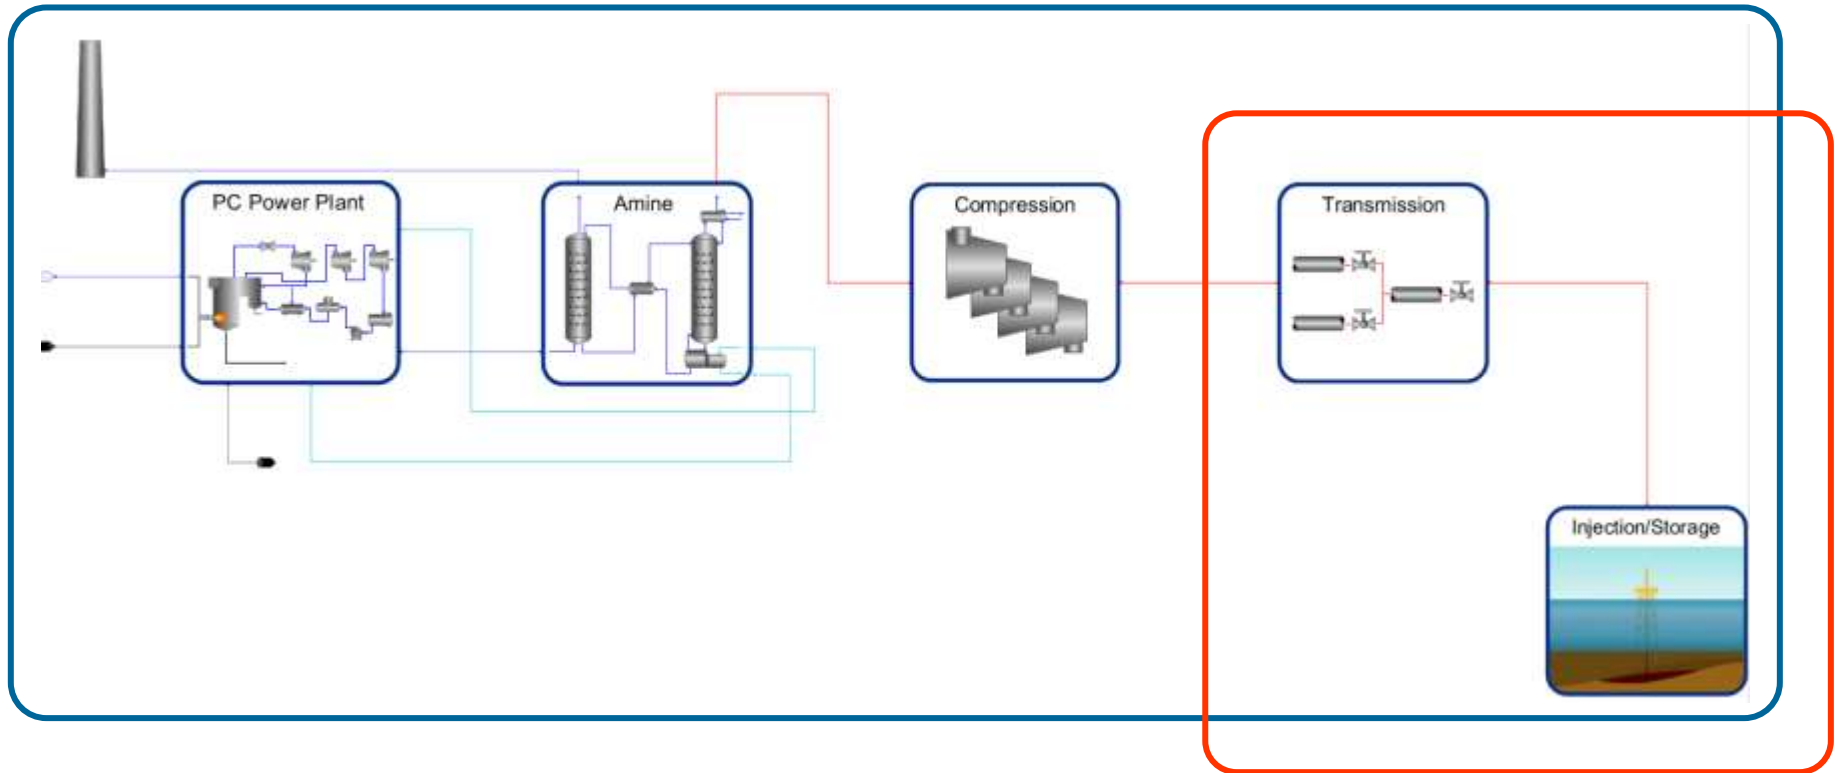 PC Power Plant
Amine
Compression
Transmission
Injection/Storage